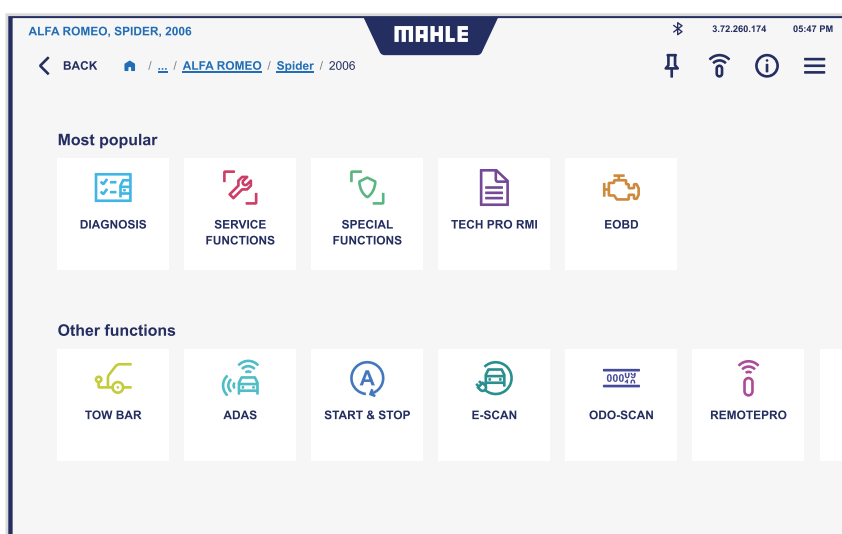 ALFA ROMEO, SPIDER, 2006
MAHLE
3.72.260.174
05:47 PM
BACK / ... / ALFA ROMEO / Spider / 2006
Most popular
DIAGNOSIS
SERVICE
FUNCTIONS
SPECIAL
FUNCTIONS
TECH PRO RMI
EOBD
Other functions
TOW BAR
A
ADAS
START & STOP
E-SCAN
ODO-SCAN
REMOTEPRO